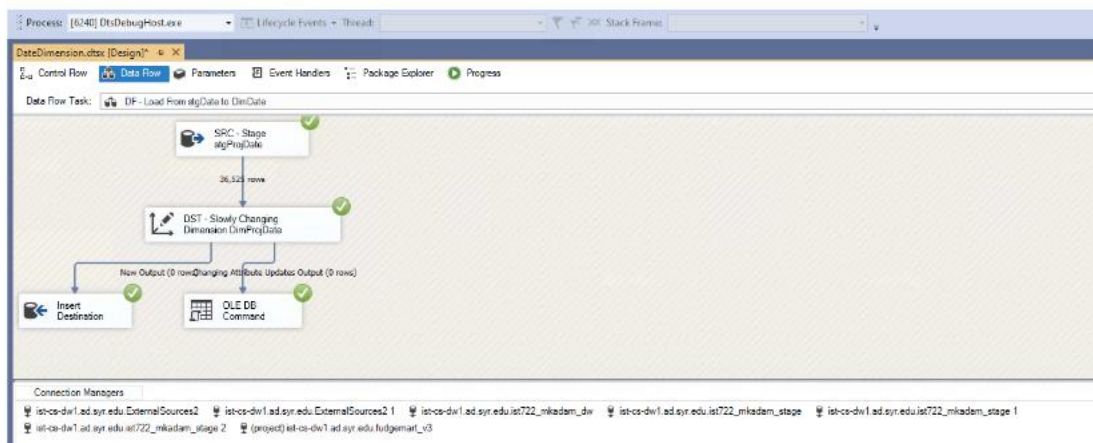 Process: [6240] DtsDebugHost.exe Lifecycle Events Thread: Stack Frame:
DateDimension.dtsx [Design]*
Control Flow Data Flow Parameters Event Handlers Package Explorer Progress
Data Flow Task: DF - Load From stgDate to DimDate
SRC - Stage
stgProjDate
36,525 rows
DST - Slowly Changing
Dimension DimProjDate
New Output (0 rows) Changing Attribute Updates Output (0 rows)
Insert
Destination
OLE DB
Command
Connection Managers
ist-cs-dw1.ad.syr.edu.ExternalSources2 ist-cs-dw1.ad.syr.edu.ExternalSources2 1 ist-cs-dw1.ad.syr.edu.ist722_mkadam_dw ist-cs-dw1.ad.syr.edu.ist722_mkadam_stage ist-cs-dw1.ad.syr.edu.ist722_mkadam_stage 1
ist-cs-dw1.ad.syr.edu.ist722_mkadam_stage 2 (project) ist-cs-dw1.ad.syr.edu.fudgemart_v3